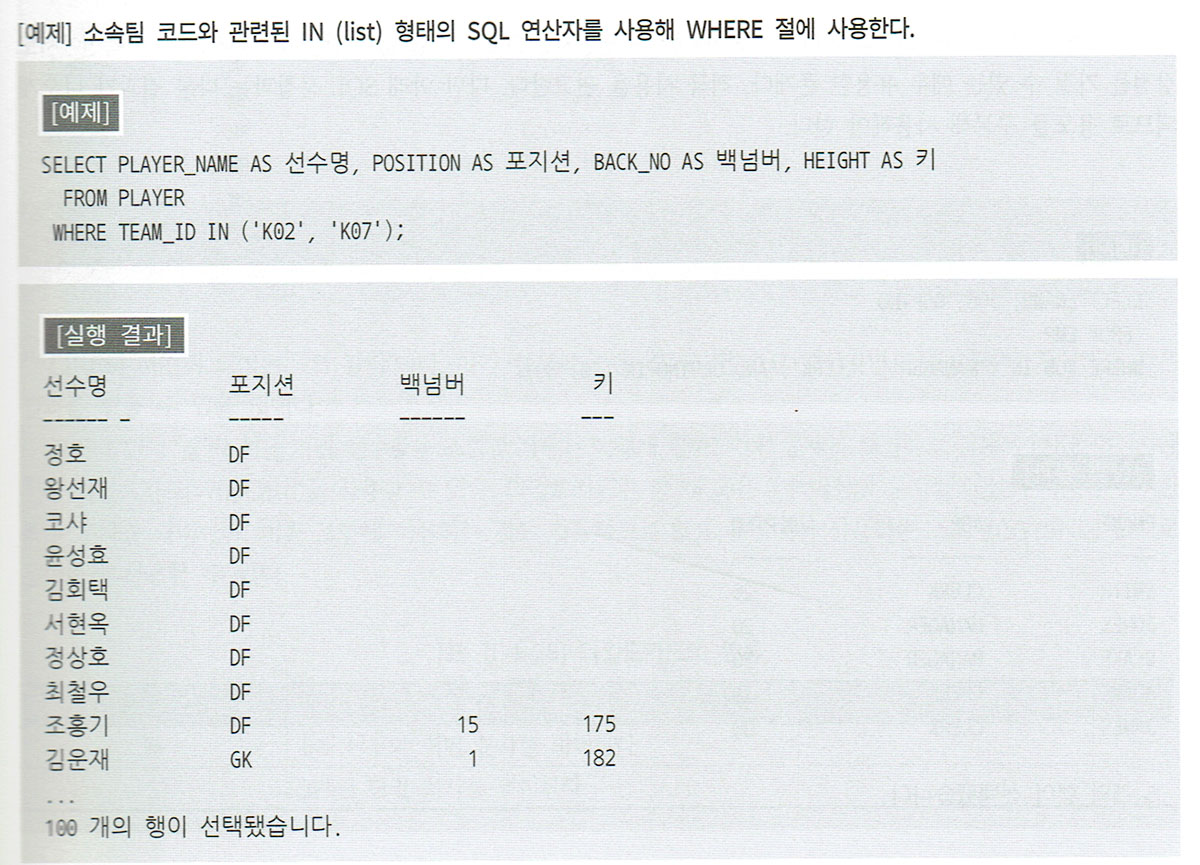 [예제] 소속팀 코드와 관련된 IN (list) 형태의 SQL 연산자를 사용해 WHERE 절에 사용한다.
[예제]
SELECT PLAYER_NAME AS 선수명, POSITION AS 포지션, BACK_NO AS 백넘버, HEIGHT AS 키
FROM PLAYER
WHERE TEAM_ID IN ('K02', 'K07');
[실행 결과]
선수명 포지션 백넘버 키
------ - ----- ------ ---
정호 DF
왕선재 DF
코샤 DF
윤성효 DF
김회택 DF
서현옥 DF
정상호 DF
최철우 DF
조홍기 DF 15 175
김운재 GK 1 182
...
100 개의 행이 선택됐습니다.